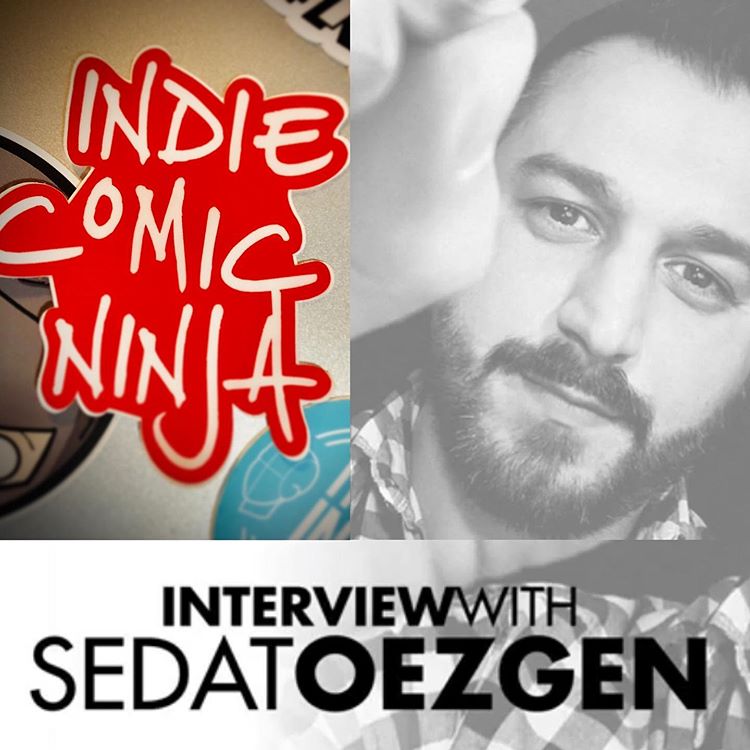 INDIE
COMIC
NINJA
INTERVIEWWITH
SEDATOEZGEN